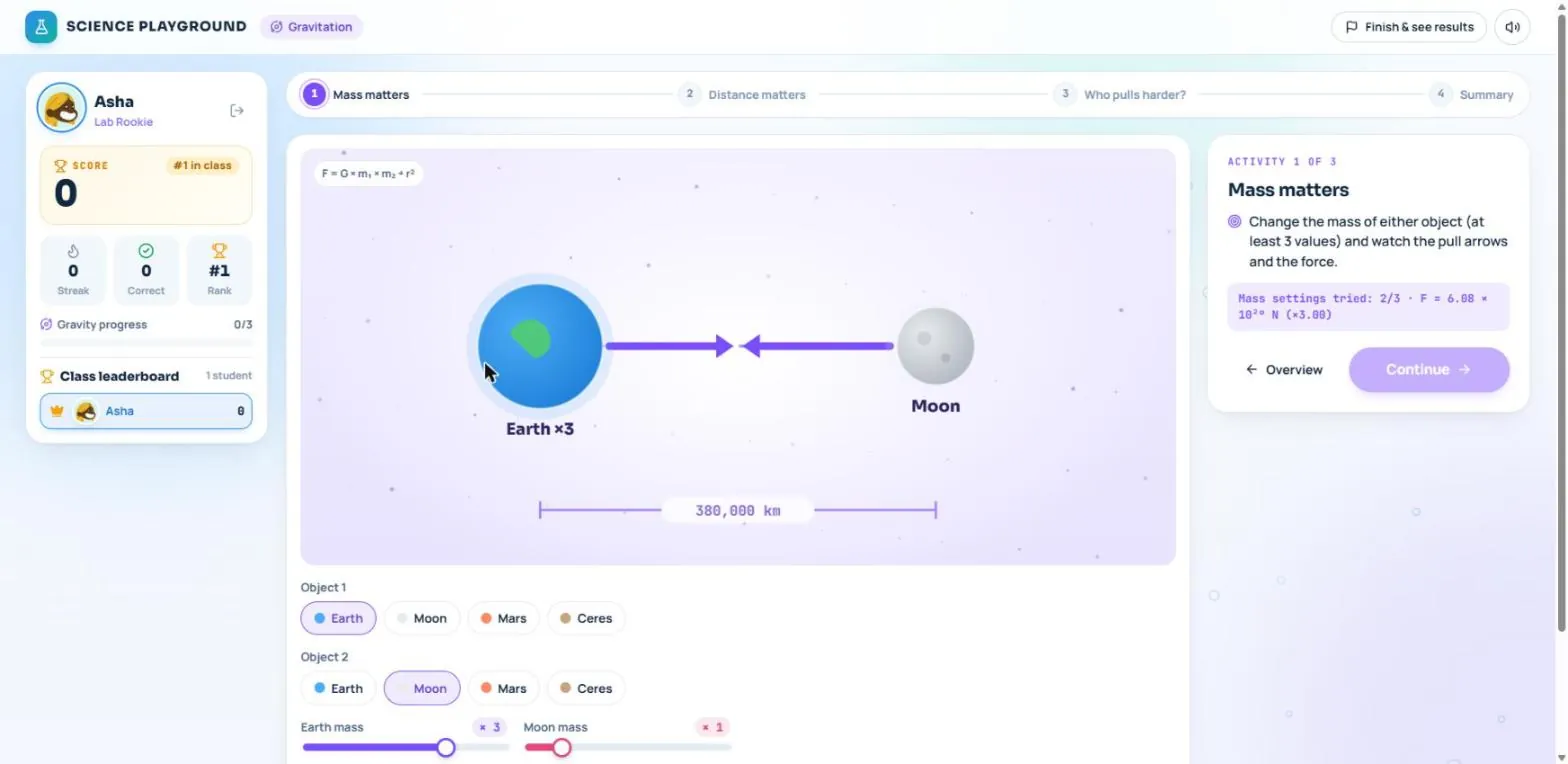 SCIENCE PLAYGROUND
Gravitation
Finish & see results
Asha
Lab Rookie
SCORE
#1 in class
0
0
Streak
0
Correct
#1
Rank
Gravity progress
0/3
Class leaderboard
1 student
Asha
0
1
Mass matters
2
Distance matters
3
Who pulls harder?
4
Summary
F = G × m₁ × m₂ ÷ r²
Earth ×3
Moon
380,000 km
Object 1
Earth
Moon
Mars
Ceres
Object 2
Earth
Moon
Mars
Ceres
Earth mass
× 3
Moon mass
× 1
ACTIVITY 1 OF 3
Mass matters
Change the mass of either object (at
least 3 values) and watch the pull arrows
and the force.
Mass settings tried: 2/3 · F = 6.08 ×
10²⁰ N (×3.00)
← Overview
Continue →